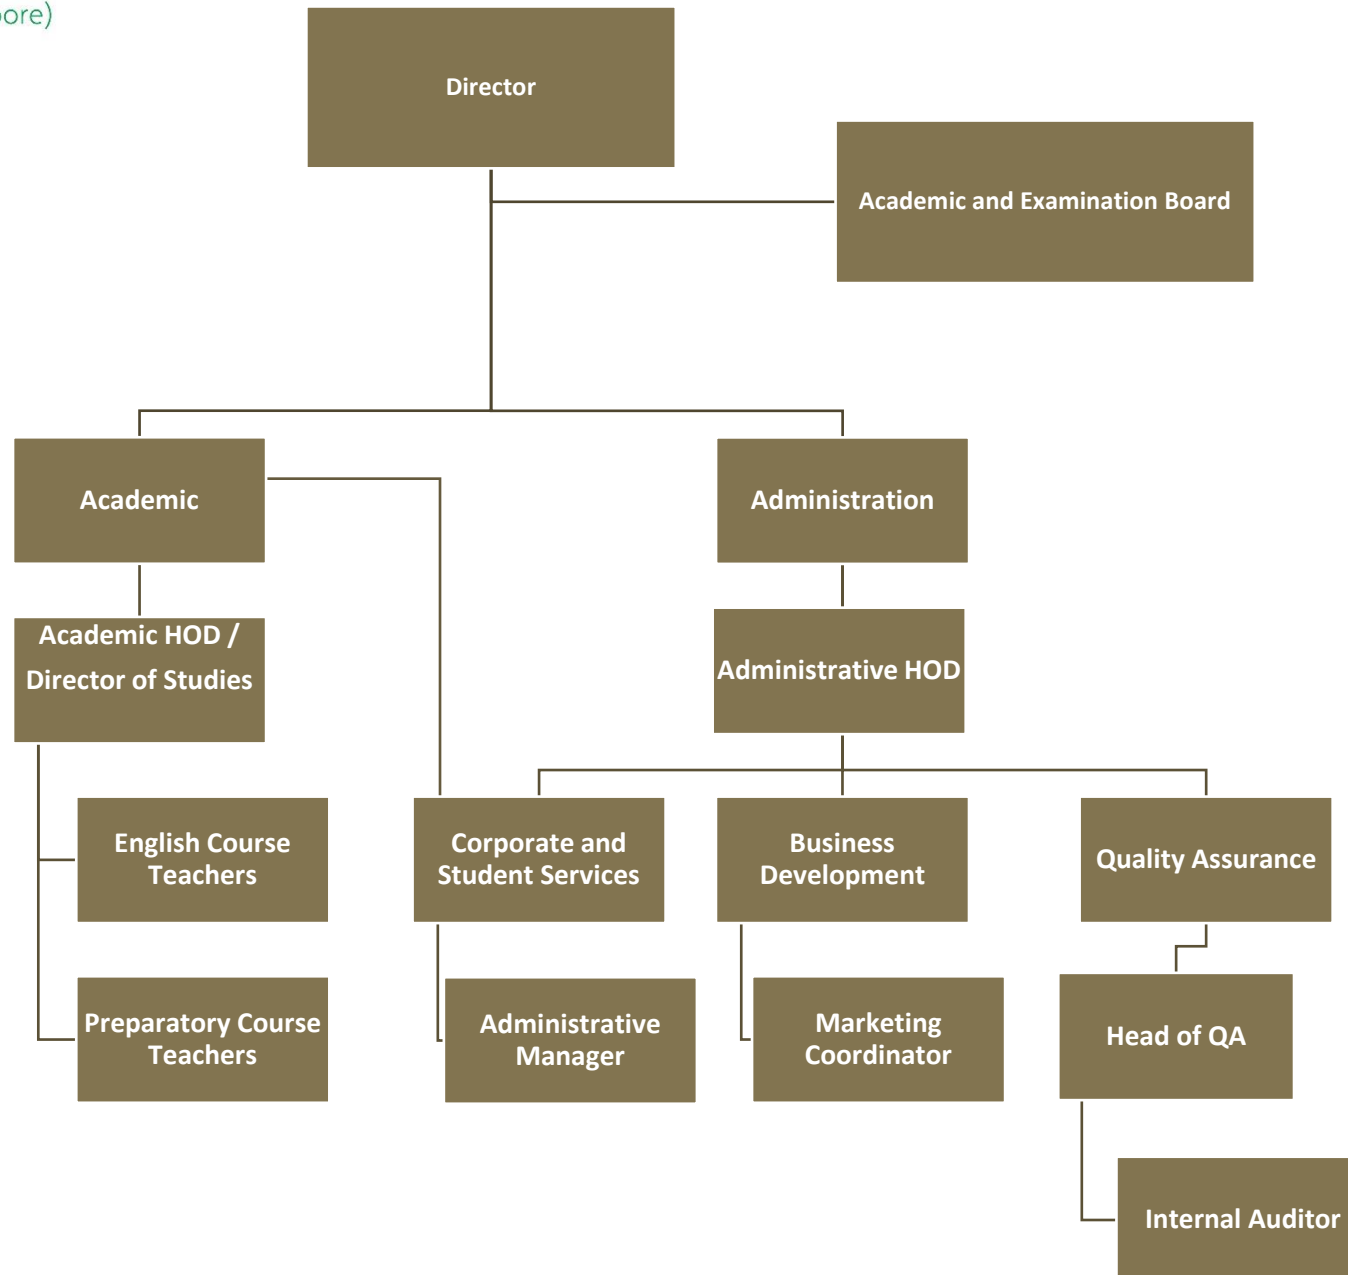 Director
Academic and Examination Board
Academic
Administration
Academic HOD /
Director of Studies
Administrative HOD
English Course
Teachers
Corporate and
Student Services
Business
Development
Quality Assurance
Preparatory Course
Teachers
Administrative
Manager
Marketing
Coordinator
Head of QA
Internal Auditor